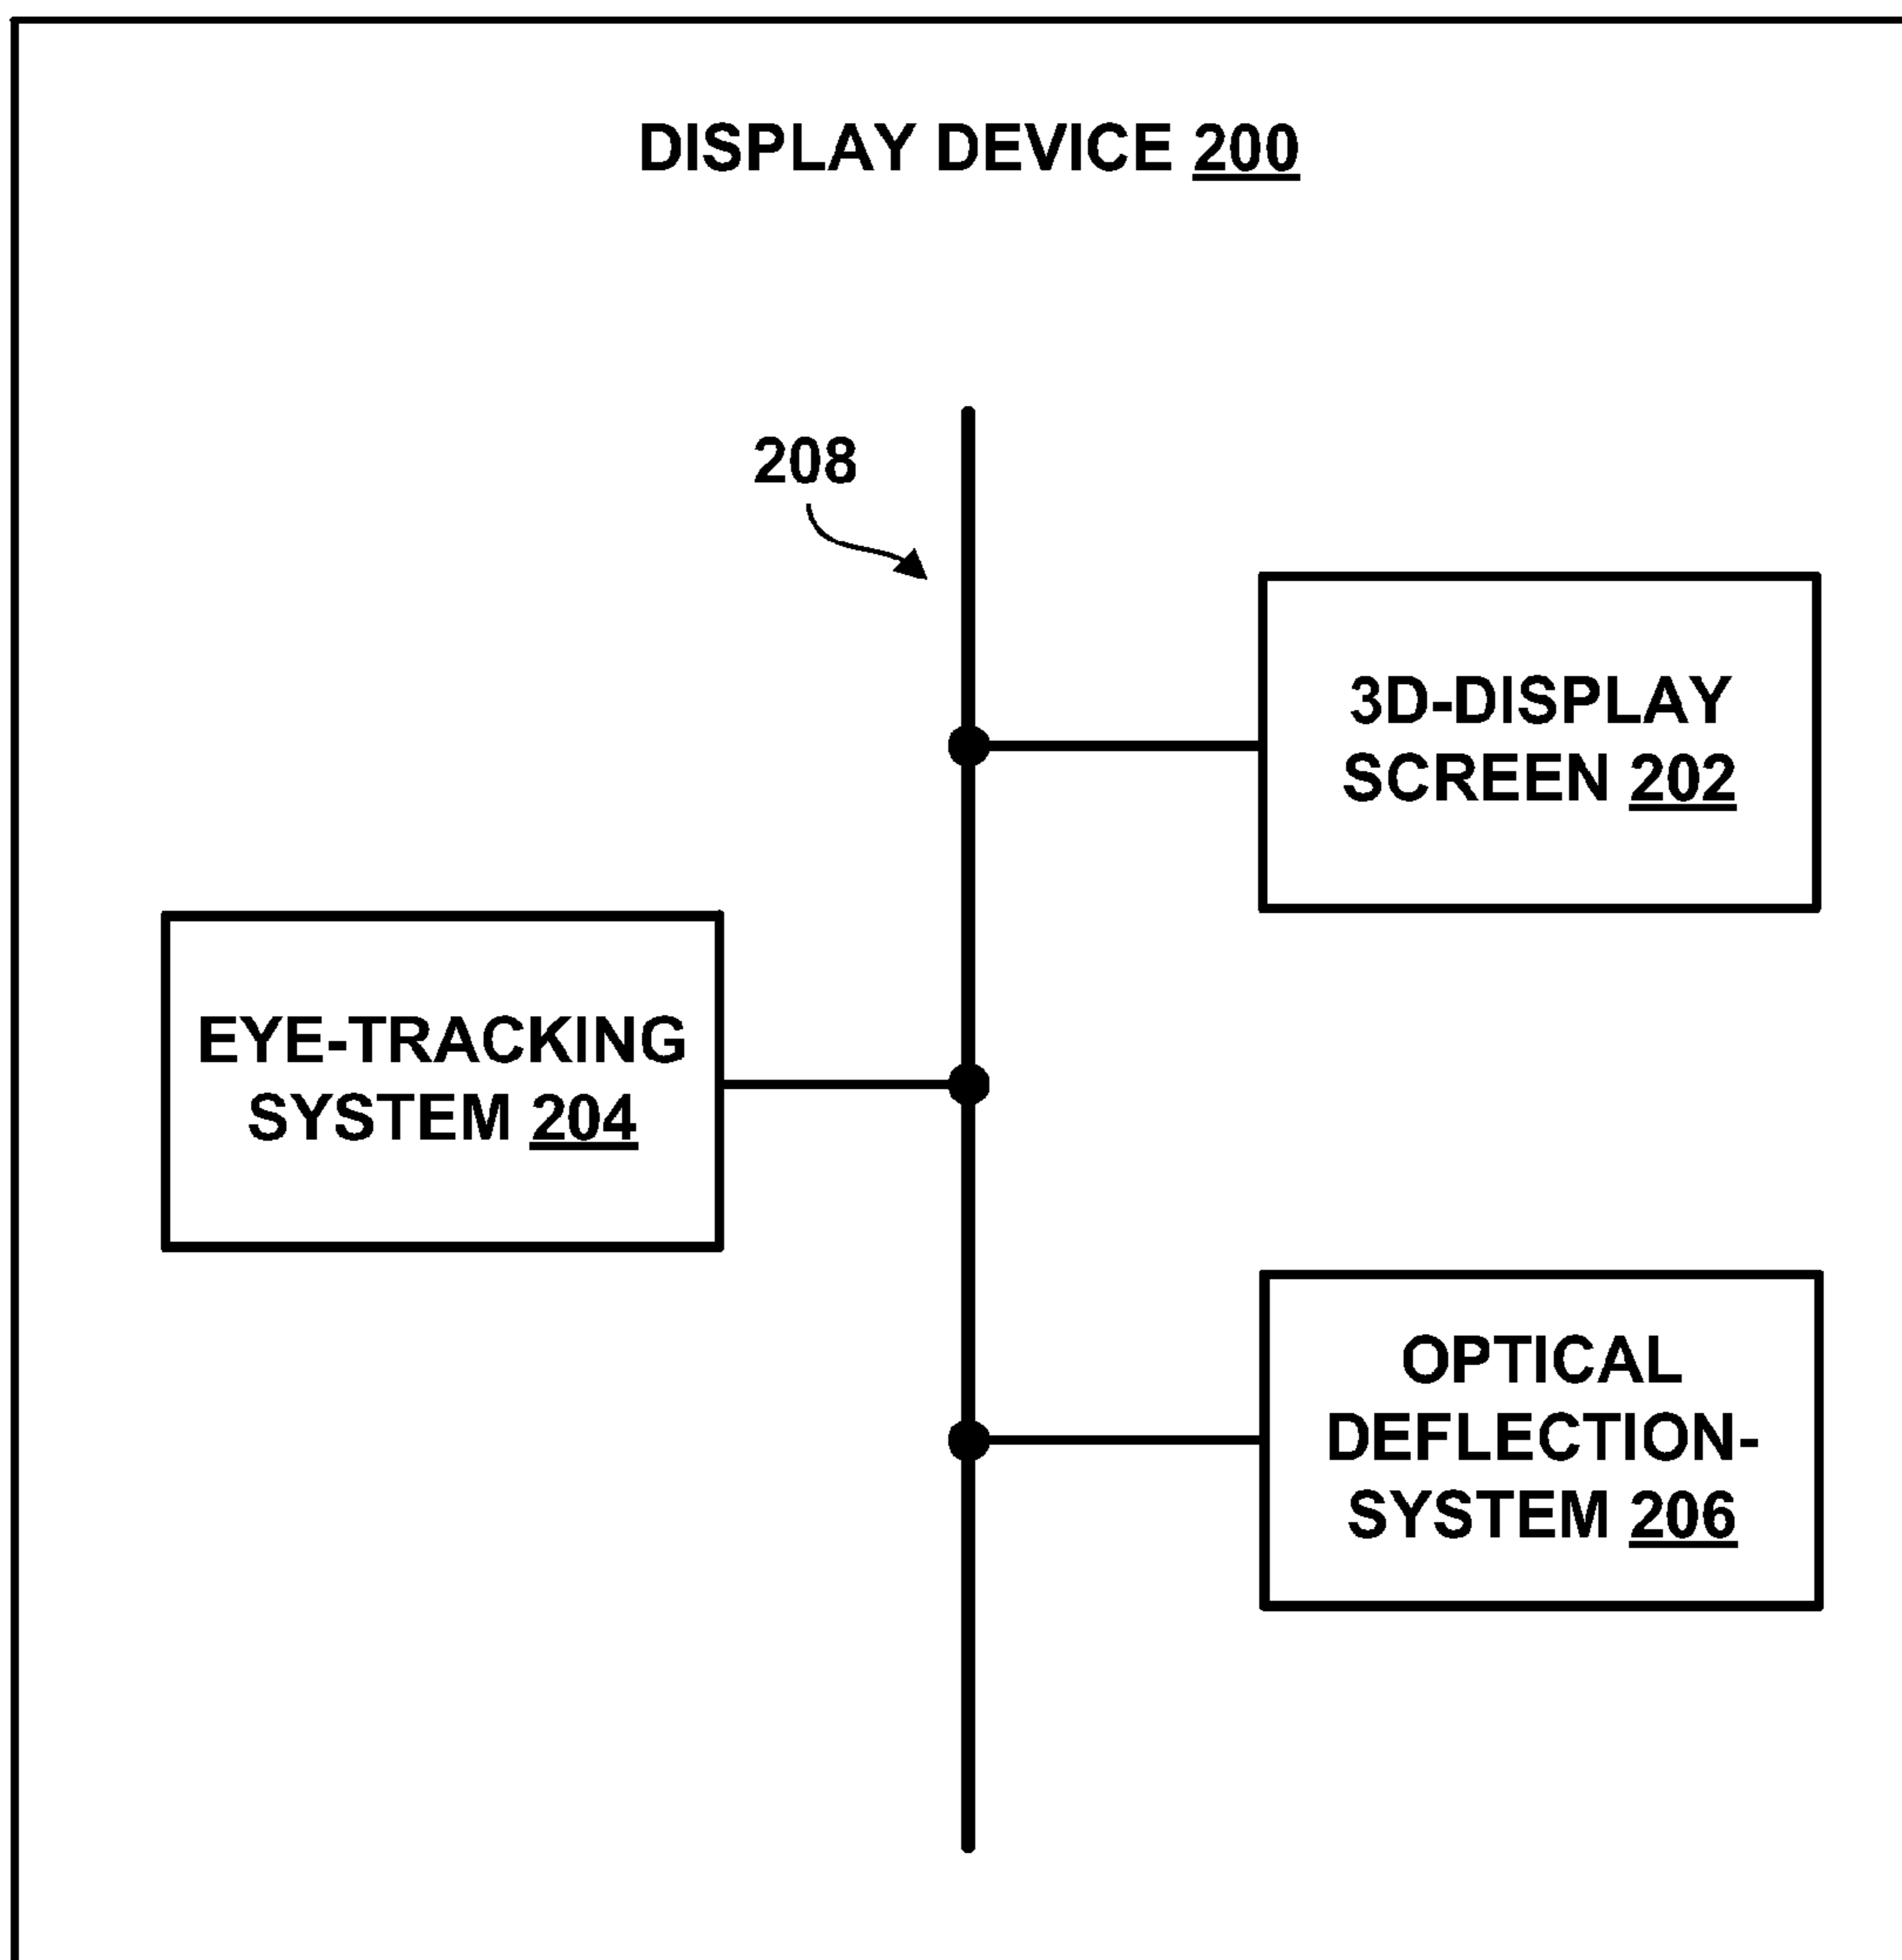 DISPLAY DEVICE 200
208
3D-DISPLAY
SCREEN 202
EYE-TRACKING
SYSTEM 204
OPTICAL
DEFLECTION-
SYSTEM 206